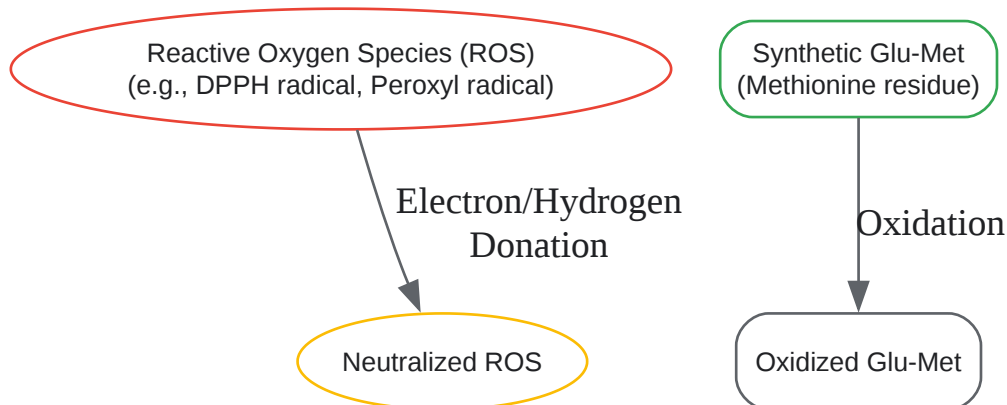 Reactive Oxygen Species (ROS)
(e.g., DPPH radical, Peroxyl radical)
Synthetic Glu-Met
(Methionine residue)
Electron/Hydrogen
Donation
Oxidation
Neutralized ROS
Oxidized Glu-Met